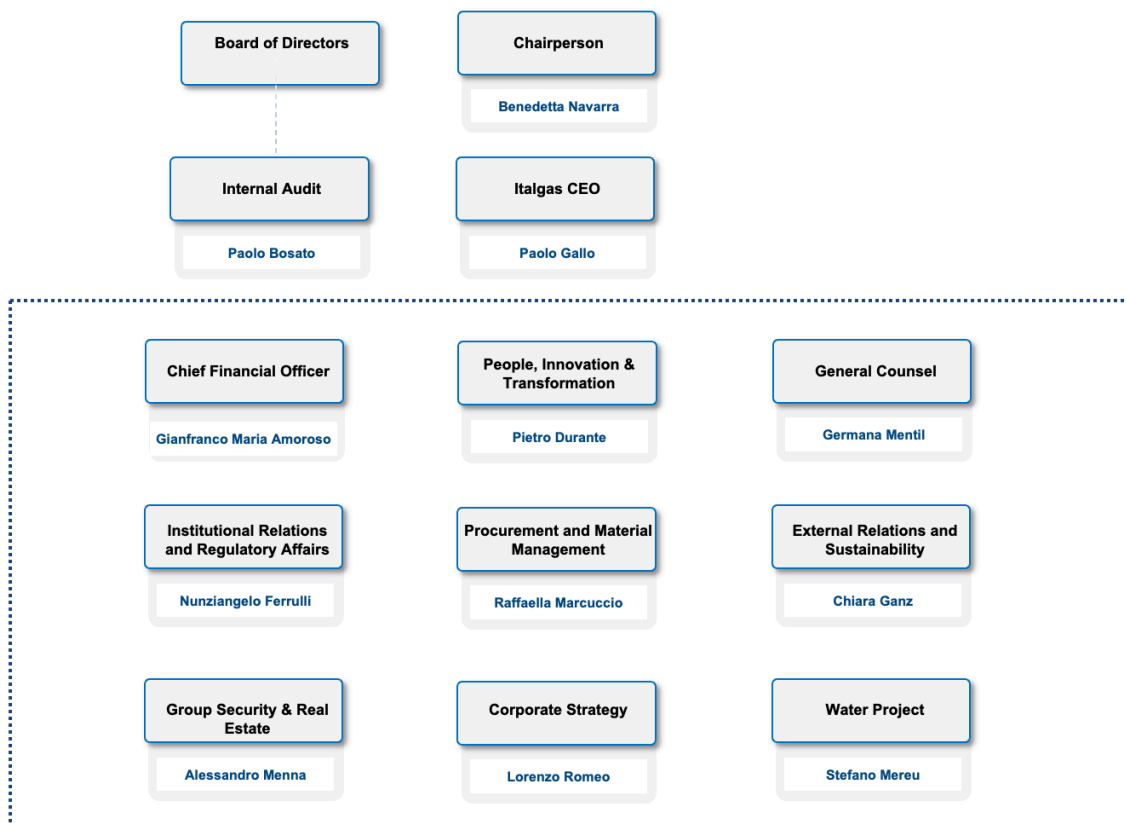 Board of Directors
Chairperson
Benedetta Navarra
Internal Audit
Italgas CEO
Paolo Bosato
Paolo Gallo
Chief Financial Officer
Gianfranco Maria Amoroso
People, Innovation &
Transformation
Pietro Durante
General Counsel
Germana Mentil
Institutional Relations
and Regulatory Affairs
Nunziangelo Ferrulli
Procurement and Material
Management
Raffaella Marcuccio
External Relations and
Sustainability
Chiara Ganz
Group Security & Real
Estate
Alessandro Menna
Corporate Strategy
Lorenzo Romeo
Water Project
Stefano Mereu